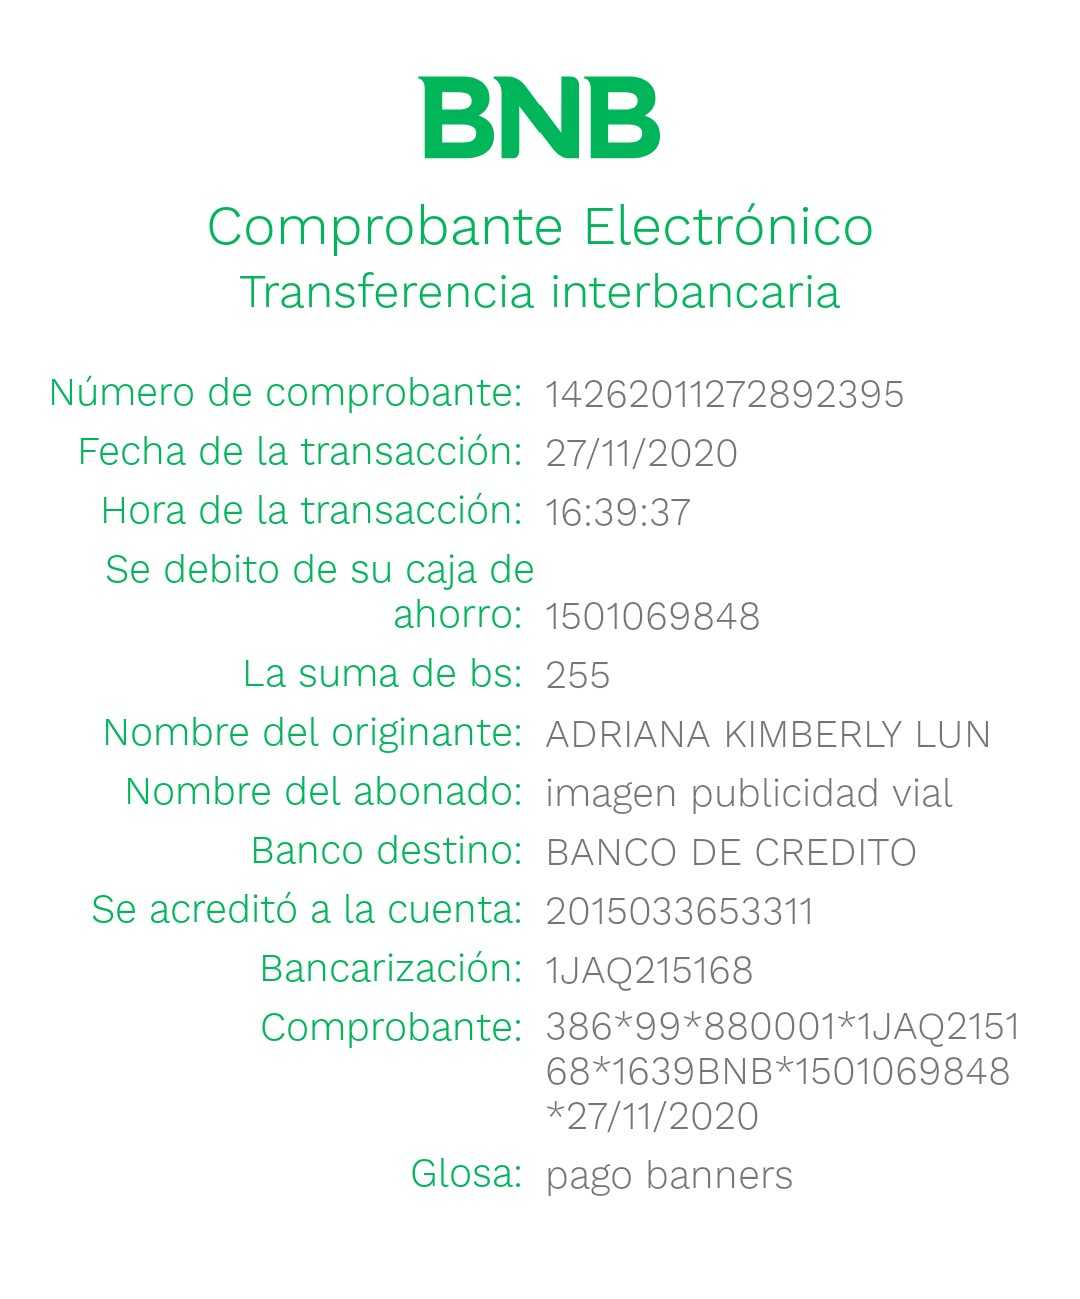 BNB
Comprobante Electrónico
Transferencia interbancaria
Número de comprobante: 14262011272892395
Fecha de la transacción: 27/11/2020
Hora de la transacción: 16:39:37
Se debito de su caja de
ahorro: 1501069848
La suma de bs: 255
Nombre del originante: ADRIANA KIMBERLY LUN
Nombre del abonado: imagen publicidad vial
Banco destino: BANCO DE CREDITO
Se acreditó a la cuenta: 2015033653311
Bancarización: 1JAQ215168
Comprobante: 386*99*880001*1JAQ2151
68*1639BNB*1501069848
*27/11/2020
Glosa: pago banners